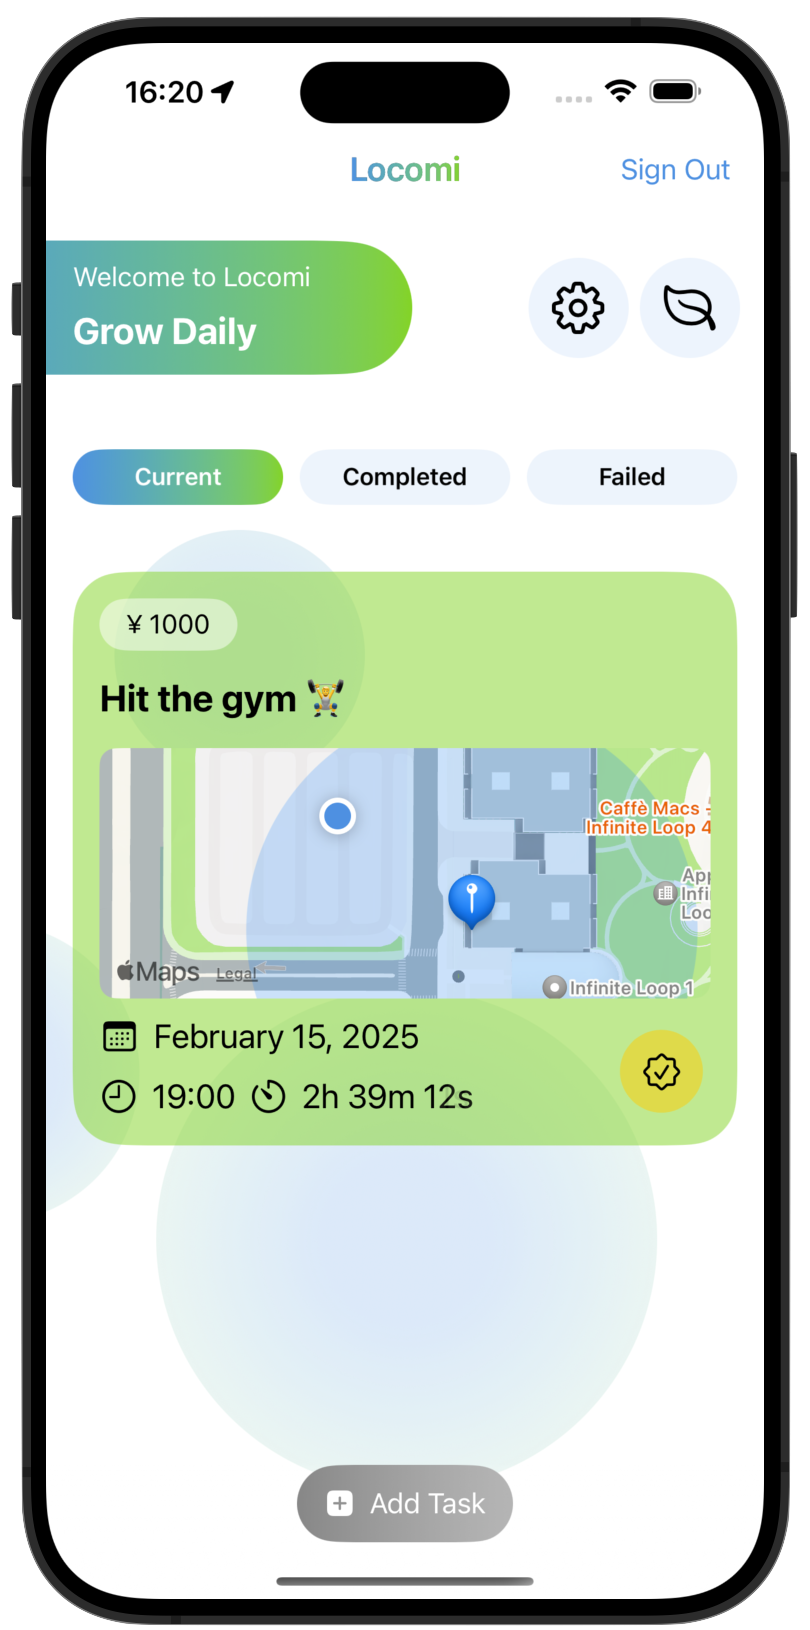 16:20
Locomi
Sign Out
Welcome to Locomi
Grow Daily
Current
Completed
Failed
¥ 1000
Hit the gym 🏋️
Caffè Macs
Infinite Loop 4
App
Infi
Loo
Maps
Legal
Infinite Loop 1
February 15, 2025
19:00
2h 39m 12s
Add Task